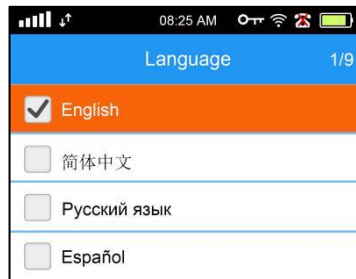 08:25 AM
Language 1/9
English
简体中文
Русский язык
Español